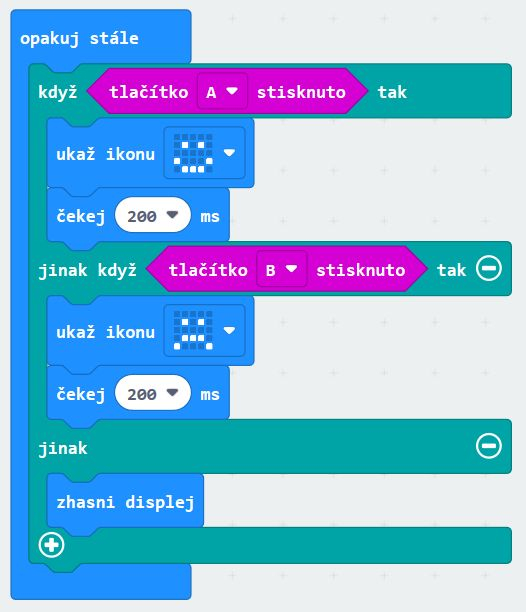 opakuj stále
když tlačítko A stisknuto tak
ukaž ikonu
čekej 200 ms
jinak když tlačítko B stisknuto tak
ukaž ikonu
čekej 200 ms
jinak
zhasni displej